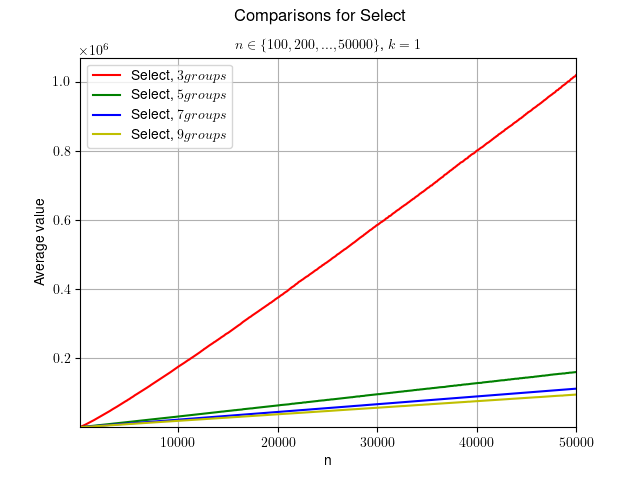 Comparisons for Select
n ∈ {100, 200, ..., 50000}, k = 1
×10⁶
Select, 3groups
Select, 5groups
Select, 7groups
Select, 9groups
1.0
0.8
0.6
0.4
0.2
Average value
10000 20000 30000 40000 50000
n